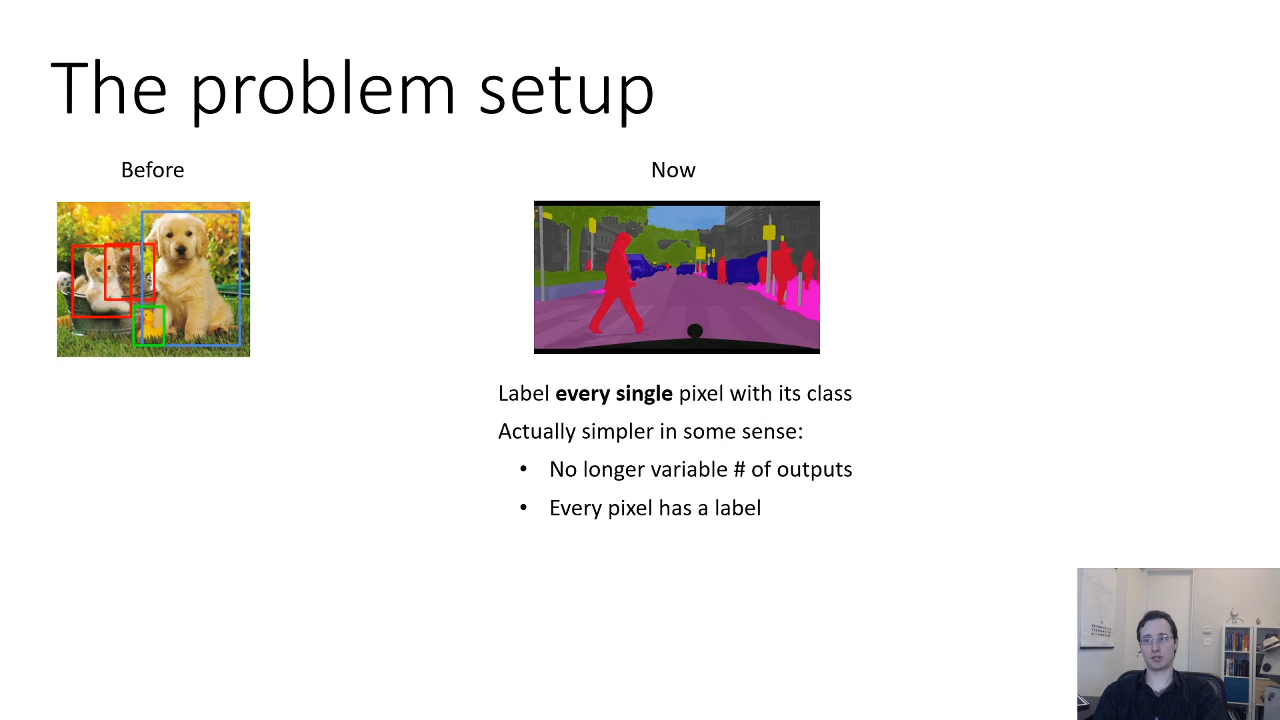 The problem setup
Before
Now
Label every single pixel with its class
Actually simpler in some sense:
• No longer variable # of outputs
• Every pixel has a label